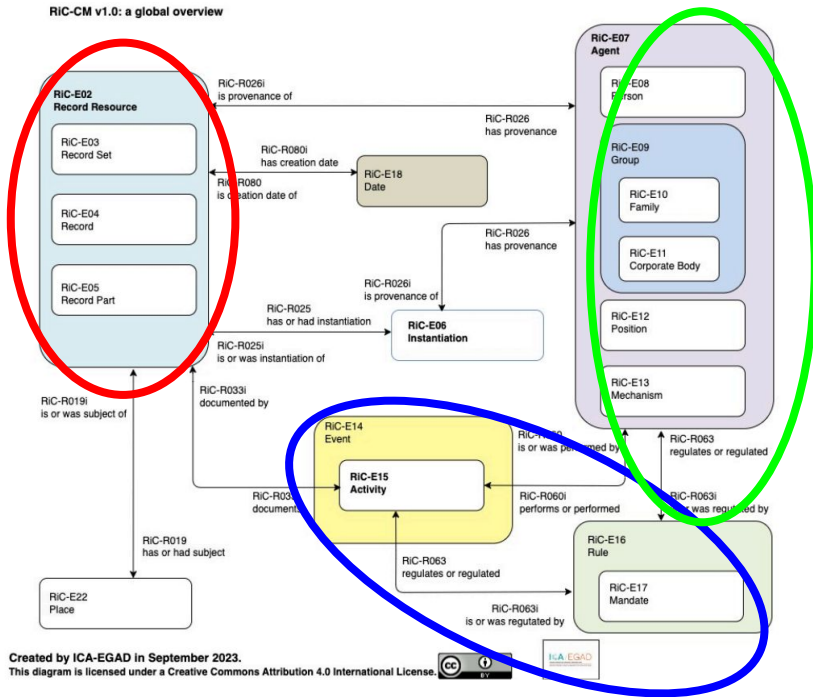 RiC-CM v1.0: a global overview
RiC-E02
Record Resource
RiC-E03
Record Set
RiC-E04
Record
RiC-E05
Record Part
RiC-R026i
is provenance of
RiC-R026
has provenance
RiC-R080i
has creation date
RiC-R080
is creation date of
RiC-E18
Date
RiC-E07
Agent
RiC-E08
Person
RiC-E09
Group
RiC-E10
Family
RiC-E11
Corporate Body
RiC-E12
Position
RiC-E13
Mechanism
RiC-R026
has provenance
RiC-R026i
is provenance of
RiC-R025
has or had instantiation
RiC-R025i
is or was instantiation of
RiC-E06
Instantiation
RiC-R019i
is or was subject of
RiC-R033i
documented by
RiC-E14
Event
RiC-E15
Activity
is or was performed by
RiC-R060i
performs or performed
RiC-R063
regulates or regulated
RiC-R063i
is or was regulated by
documents
RiC-R019
has or had subject
RiC-R063
regulates or regulated
RiC-R063i
is or was regutated by
RiC-E16
Rule
RiC-E17
Mandate
RiC-E22
Place
Created by ICA-EGAD in September 2023.
This diagram is licensed under a Creative Commons Attribution 4.0 International License.
cc
BY
ICA EGAD